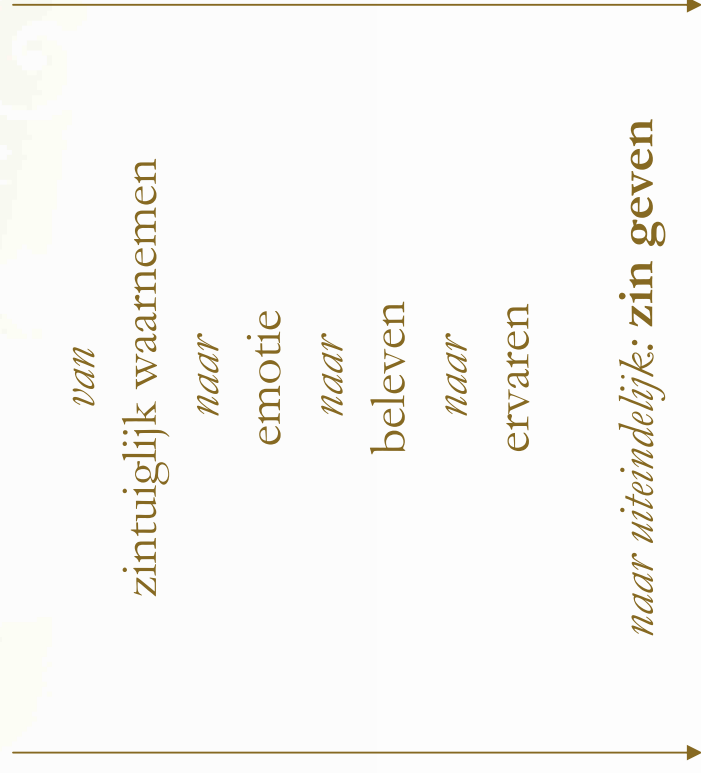 van
zintuiglijk waarnemen
naar
emotie
naar
beleven
naar
ervaren
naar uiteindelijk: zin geven